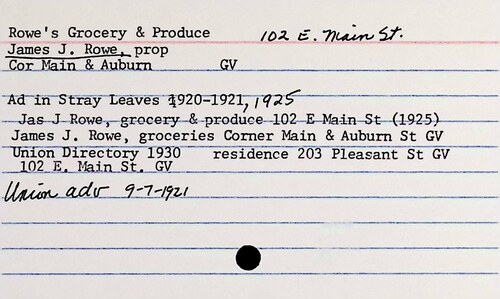 Rowe's Grocery & Produce 102 E. Main St.
James J. Rowe, prop
Cor Main & Auburn GV
Ad in Stray Leaves 1920-1921, 1925
Jas J Rowe, grocery & produce 102 E Main St (1925)
James J. Rowe, groceries Corner Main & Auburn St GV
Union Directory 1930 residence 203 Pleasant St GV
102 E. Main St. GV
Union adv 9-7-1921